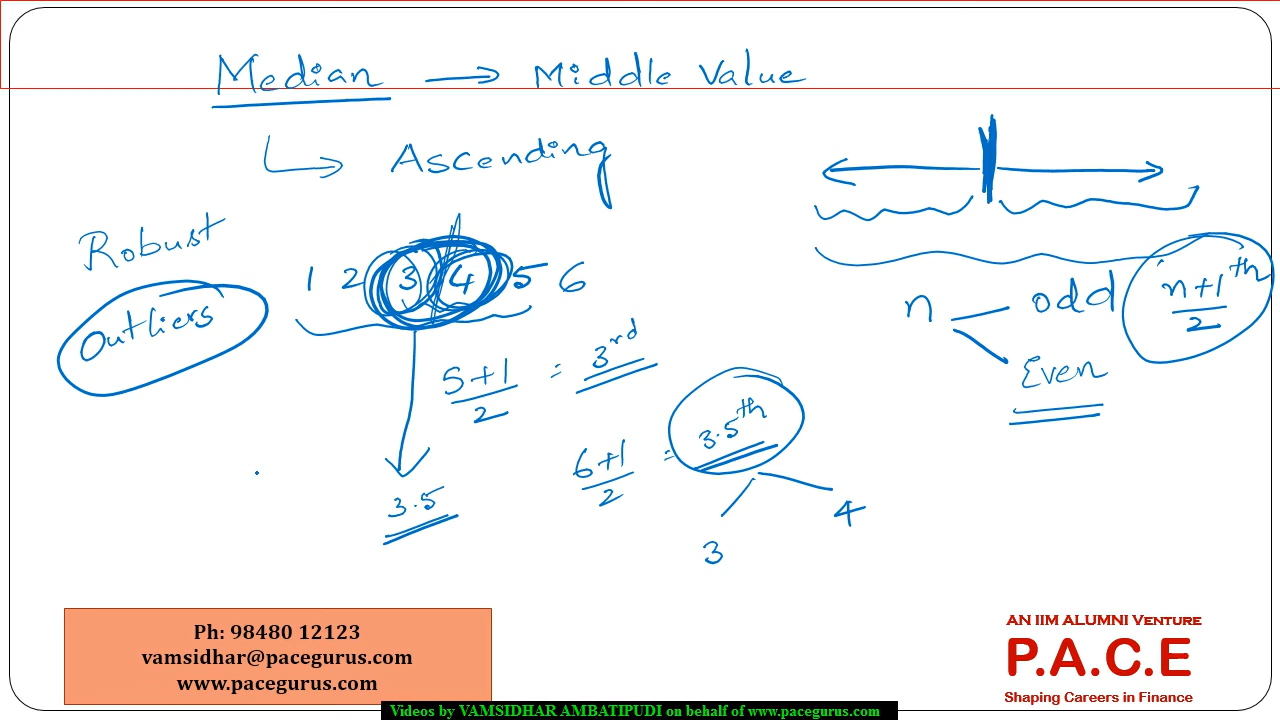 Median → Middle Value
↳ Ascending
Robust
Outliers
1 2 3 4 5 6
n odd n+1/2 th
Even
5+1/2 = 3rd
6+1/2 = 3.5th
3.5
3 4
Ph: 98480 12123
vamsidhar@pacegurus.com
www.pacegurus.com
AN IIM ALUMNI VENTURE
P.A.C.E
Shaping Careers in Finance
Videos by VAMSIDHAR AMBATIPUDI on behalf of www.pacegurus.com